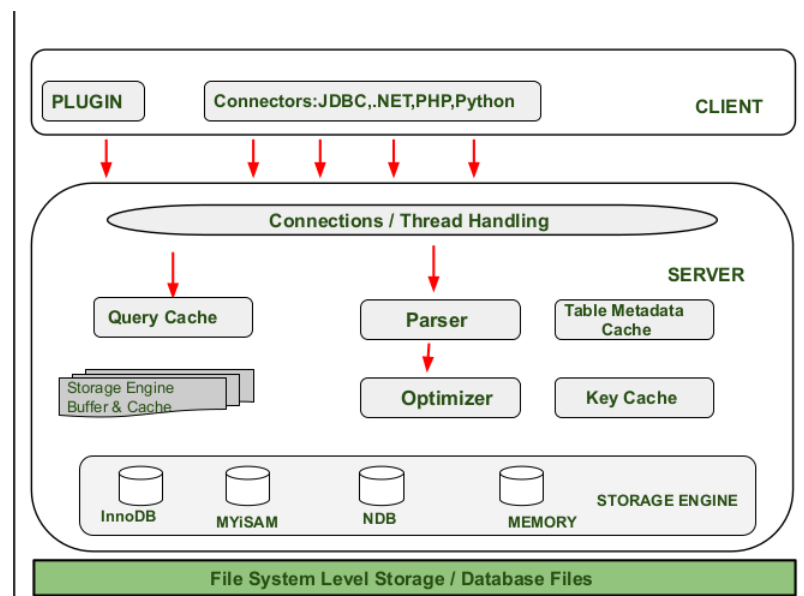 PLUGIN
Connectors:JDBC,.NET,PHP,Python
CLIENT
Connections / Thread Handling
SERVER
Query Cache
Parser
Table Metadata
Cache
Storage Engine
Buffer & Cache
Optimizer
Key Cache
STORAGE ENGINE
InnoDB
MYiSAM
NDB
MEMORY
File System Level Storage / Database Files